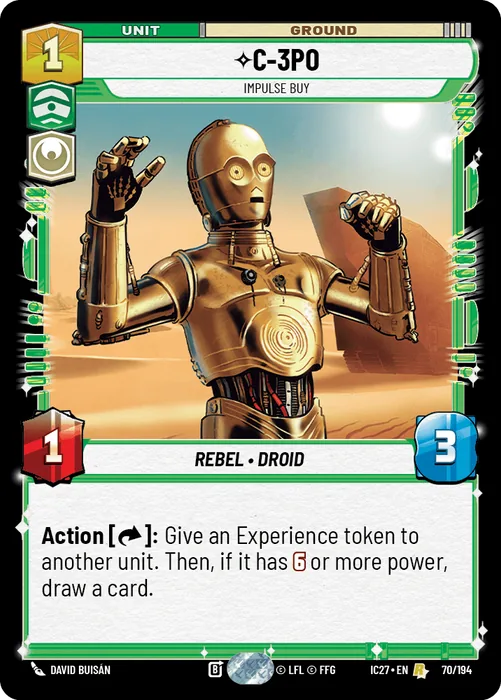 UNIT
GROUND
1
✧C-3PO
IMPULSE BUY
1
REBEL • DROID
3
Action [↷]: Give an Experience token to
another unit. Then, if it has 6 or more power,
draw a card.
DAVID BUISÁN
B
© LFL © FFG
IC27 • EN
R
70/194